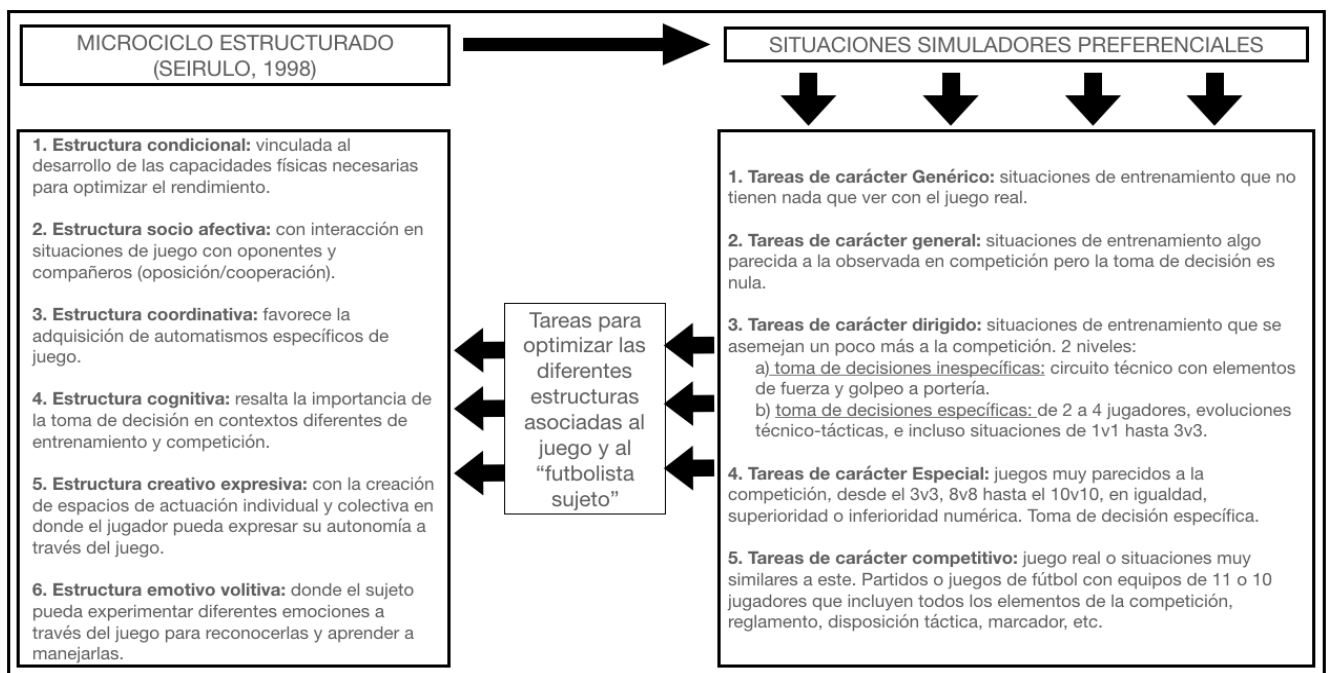 MICROCICLO ESTRUCTURADO
(SEIRULO, 1998)
SITUACIONES SIMULADORES PREFERENCIALES
1. Estructura condicional: vinculada al
desarrollo de las capacidades físicas necesarias
para optimizar el rendimiento.
2. Estructura socio afectiva: con interacción en
situaciones de juego con oponentes y
compañeros (oposición/cooperación).
3. Estructura coordinativa: favorece la
adquisición de automatismos específicos de
juego.
4. Estructura cognitiva: resalta la importancia de
la toma de decisión en contextos diferentes de
entrenamiento y competición.
5. Estructura creativo expresiva: con la creación
de espacios de actuación individual y colectiva en
donde el jugador pueda expresar su autonomía a
través del juego.
6. Estructura emotivo volitiva: donde el sujeto
pueda experimentar diferentes emociones a
través del juego para reconocerlas y aprender a
manejarlas.
Tareas para
optimizar las
diferentes
estructuras
asociadas al
juego y al
“futbolista
sujeto”
1. Tareas de carácter Genérico: situaciones de entrenamiento que no
tienen nada que ver con el juego real.
2. Tareas de carácter general: situaciones de entrenamiento algo
parecida a la observada en competición pero la toma de decisión es
nula.
3. Tareas de carácter dirigido: situaciones de entrenamiento que se
asemejan un poco más a la competición. 2 niveles:
a) toma de decisiones inespecíficas: circuito técnico con elementos
de fuerza y golpeo a portería.
b) toma de decisiones específicas: de 2 a 4 jugadores, evoluciones
técnico-tácticas, e incluso situaciones de 1v1 hasta 3v3.
4. Tareas de carácter Especial: juegos muy parecidos a la
competición, desde el 3v3, 8v8 hasta el 10v10, en igualdad,
superioridad o inferioridad numérica. Toma de decisión específica.
5. Tareas de carácter competitivo: juego real o situaciones muy
similares a este. Partidos o juegos de fútbol con equipos de 11 o 10
jugadores que incluyen todos los elementos de la competición,
reglamento, disposición táctica, marcador, etc.